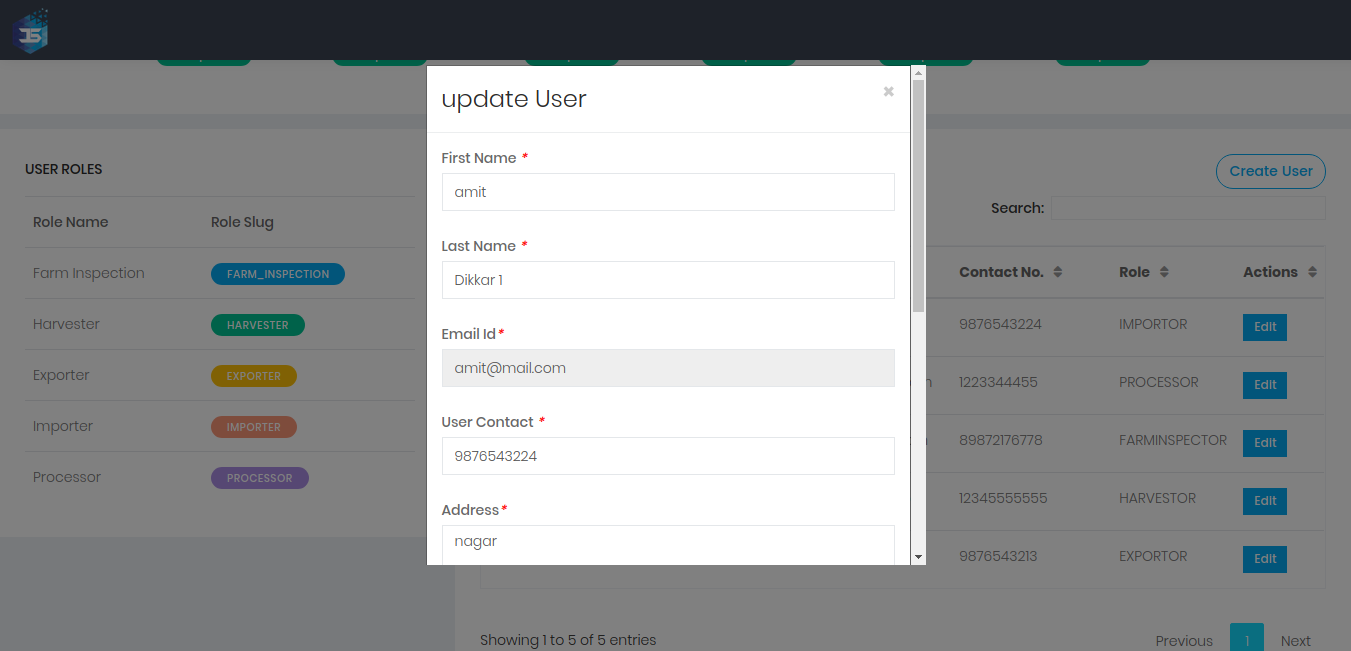 JS
update User ×
First Name *
amit
Last Name *
Dikkar 1
Email Id*
amit@mail.com
User Contact *
9876543224
Address*
nagar
USER ROLES
Role Name Role Slug
Farm Inspection FARM_INSPECTION
Harvester HARVESTER
Exporter EXPORTER
Importer IMPORTER
Processor PROCESSOR
Create User
Search:
Contact No. Role Actions
9876543224 IMPORTOR Edit
1223344455 PROCESSOR Edit
89872176778 FARMINSPECTOR Edit
12345555555 HARVESTOR Edit
9876543213 EXPORTOR Edit
Showing 1 to 5 of 5 entries
Previous 1 Next